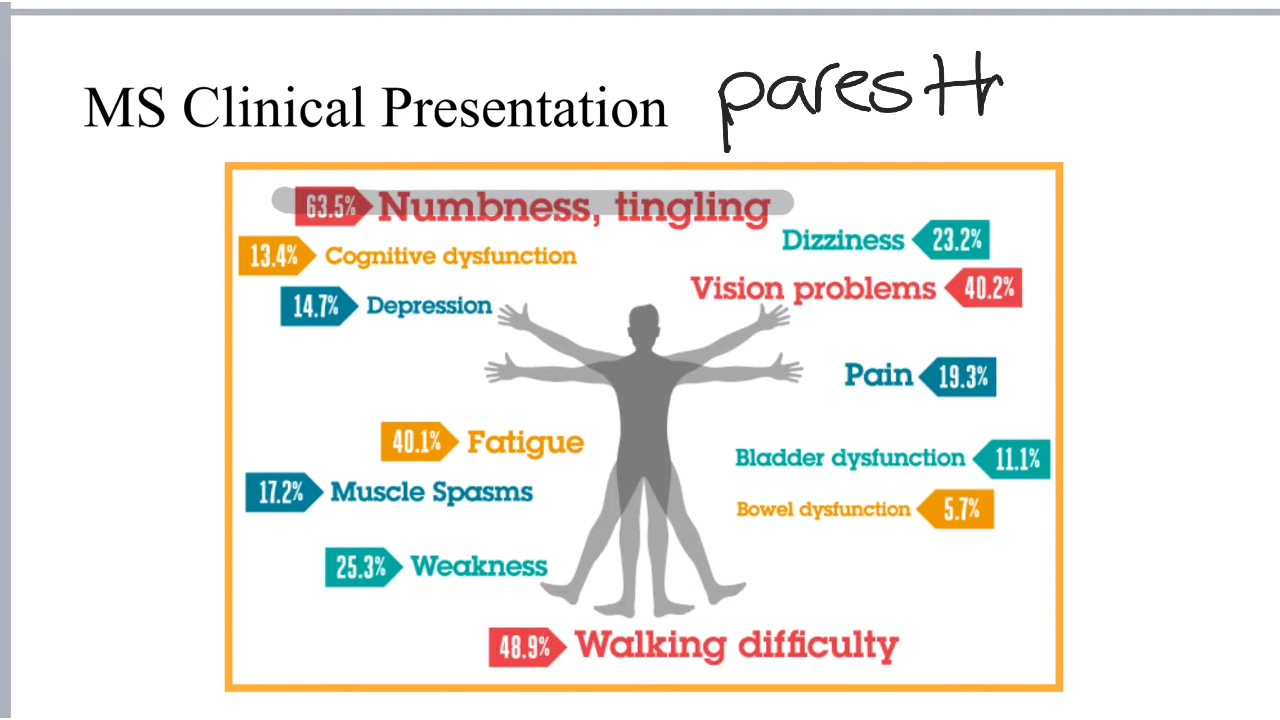 MS Clinical Presentation paresth
63.5% Numbness, tingling
13.4% Cognitive dysfunction
14.7% Depression
Dizziness 23.2%
Vision problems 40.2%
Pain 19.3%
40.1% Fatigue
17.2% Muscle Spasms
25.3% Weakness
Bladder dysfunction 11.1%
Bowel dysfunction 5.7%
48.9% Walking difficulty